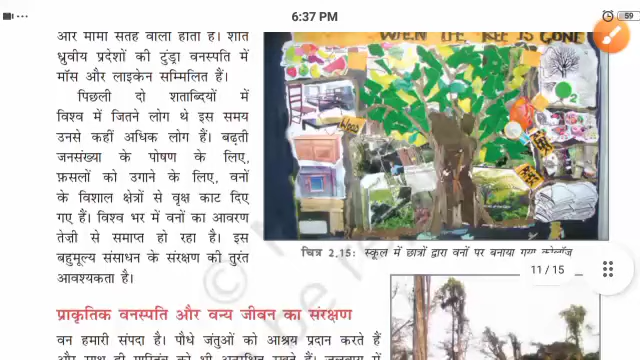 6:37 PM
59
और मामा सतह वाला होता है। शीत
ध्रुवीय प्रदेशों की टुंड्रा वनस्पति में
मॉस और लाइकेन सम्मिलित हैं।
पिछली दो शताब्दियों में
विश्व में जितने लोग थे इस समय
उनसे कहीं अधिक लोग हैं। बढ़ती
जनसंख्या के पोषण के लिए,
फ़सलों को उगाने के लिए, वनों
के विशाल क्षेत्रों से वृक्ष काट दिए
गए हैं। विश्व भर में वनों का आवरण
तेज़ी से समाप्त हो रहा है। इस
बहुमूल्य संसाधन के संरक्षण की तुरंत
आवश्यकता है।
WHEN THE TREE IS GONE
2
चित्र 2.15: स्कूल में छात्रों द्वारा वनों पर बनाया गया कोलॉज
11 / 15
प्राकृतिक वनस्पति और वन्य जीवन का संरक्षण
वन हमारी संपदा है। पौधे जंतुओं को आश्रय प्रदान करते हैं